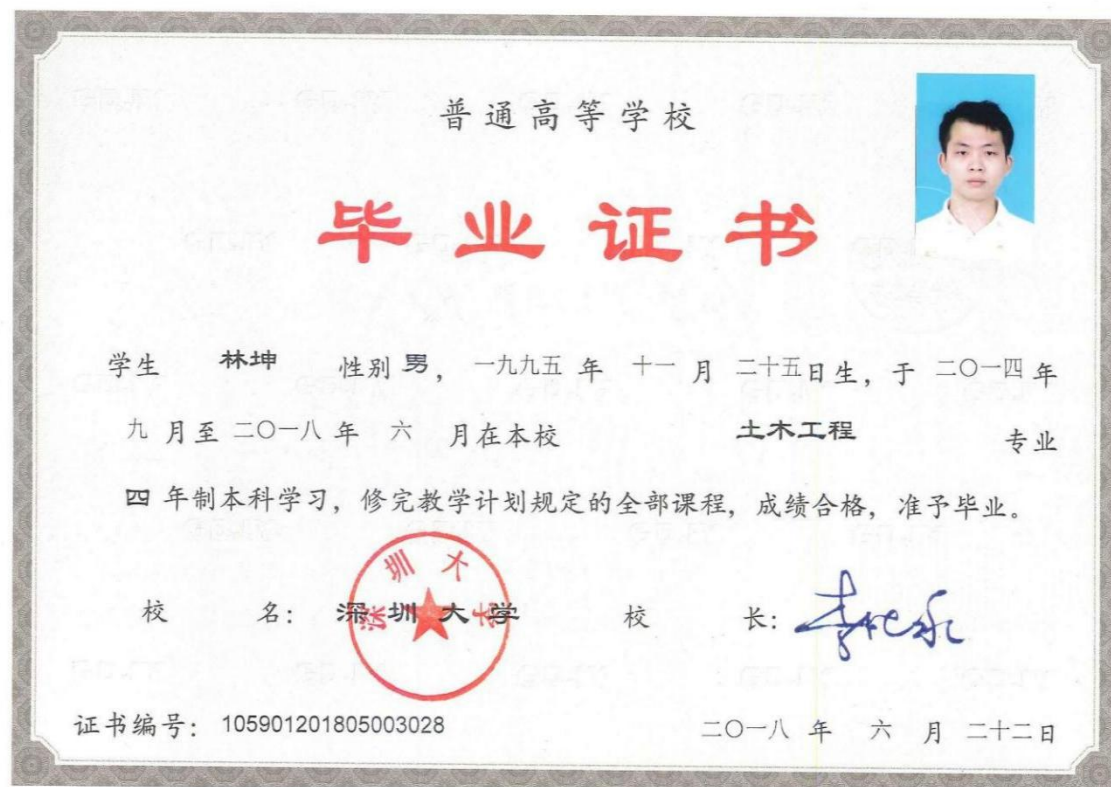 普通高等学校
毕业证书
学生 林坤 性别 男, 一九九五 年 十一 月 二十五日生, 于 二〇一四 年
九 月至 二〇一八 年 六 月在本校 土木工程 专业
四 年制本科学习, 修完教学计划规定的全部课程, 成绩合格, 准予毕业。
校 名: 深圳大学 校 长:
深圳大学
证书编号: 105901201805003028 二〇一八 年 六 月 二十二日